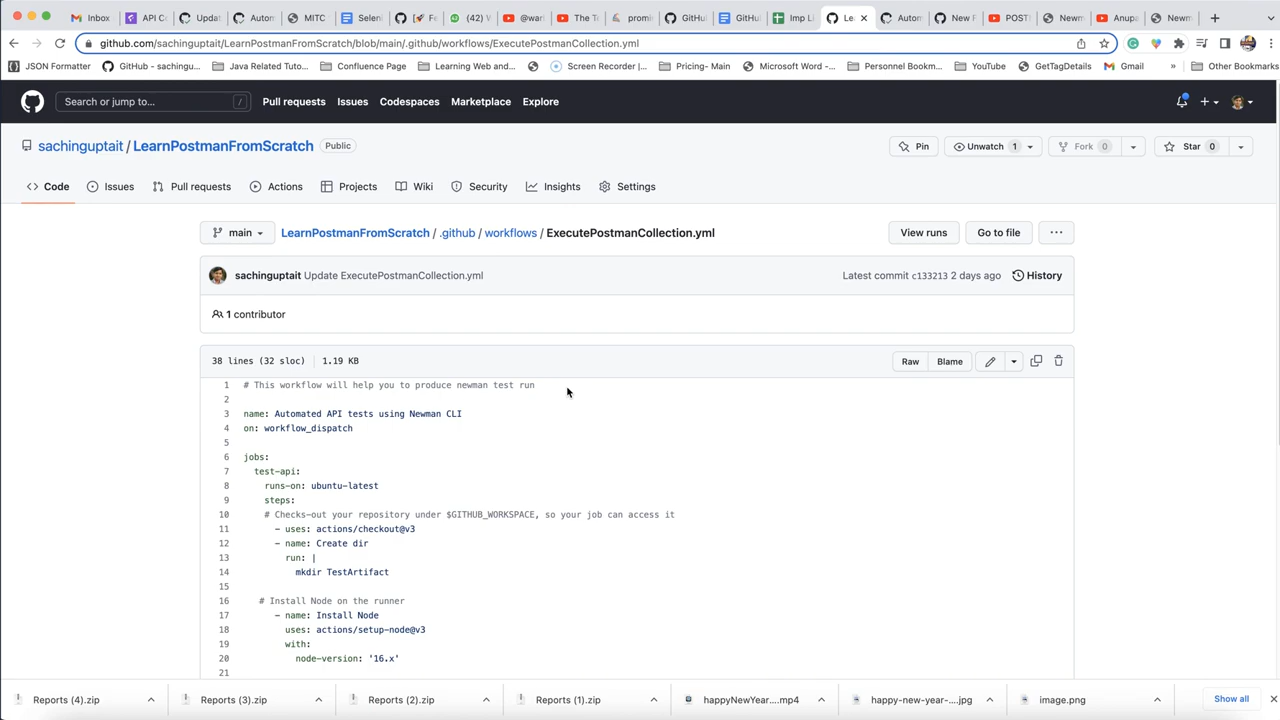 Inbox
API C
Updat
Autom
MITC
Selen
[🚀 F
(42) W
@wari
The Te
promis
GitHu
GitHub
Imp Li
Le
Autom
New F
POST
Newm
Anupa
Newm
github.com/sachinguptait/LearnPostmanFromScratch/blob/main/.github/workflows/ExecutePostmanCollection.yml
JSON Formatter
GitHub - sachingu...
Java Related Tuto...
Confluence Page
Learning Web and...
Screen Recorder |...
Pricing- Main
Microsoft Word -...
Personnel Bookm...
YouTube
GetTagDetails
Gmail
»
Other Bookmarks
Search or jump to... /
Pull requests
Issues
Codespaces
Marketplace
Explore
sachinguptait / LearnPostmanFromScratch Public
Pin
Unwatch 1
Fork 0
Star 0
Code
Issues
Pull requests
Actions
Projects
Wiki
Security
Insights
Settings
main
LearnPostmanFromScratch / .github / workflows / ExecutePostmanCollection.yml
View runs
Go to file
...
sachinguptait Update ExecutePostmanCollection.yml
Latest commit c133213 2 days ago
History
1 contributor
38 lines (32 sloc) | 1.19 KB
Raw
Blame
1 # This workflow will help you to produce newman test run
2
3 name: Automated API tests using Newman CLI
4 on: workflow_dispatch
5
6 jobs:
7 test-api:
8 runs-on: ubuntu-latest
9 steps:
10 # Checks-out your repository under $GITHUB_WORKSPACE, so your job can access it
11 - uses: actions/checkout@v3
12 - name: Create dir
13 run: |
14 mkdir TestArtifact
15
16 # Install Node on the runner
17 - name: Install Node
18 uses: actions/setup-node@v3
19 with:
20 node-version: '16.x'
21
Reports (4).zip
Reports (3).zip
Reports (2).zip
Reports (1).zip
happyNewYear....mp4
happy-new-year-....jpg
image.png
Show all